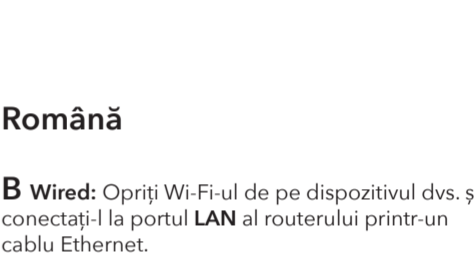 Română
B Wired: Opriți Wi-Fi-ul de pe dispozitivul dvs. ș
conectați-l la portul LAN al routerului printr-un
cablu Ethernet.